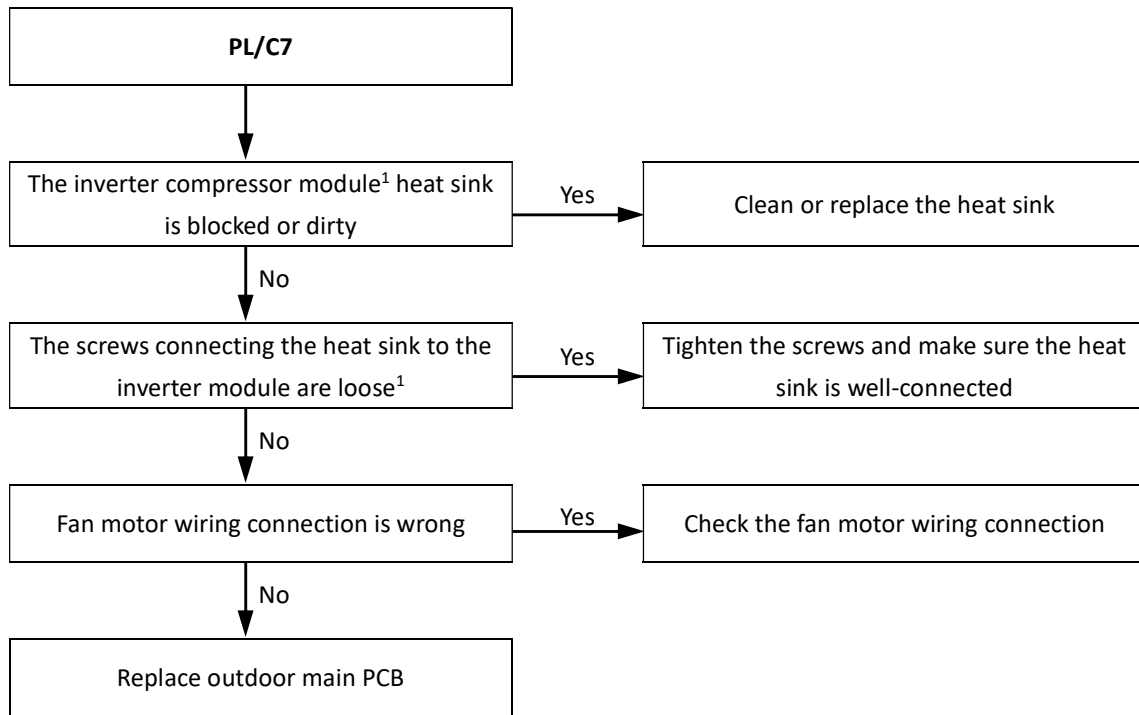 PL/C7
The inverter compressor module¹ heat sink
is blocked or dirty
Yes
Clean or replace the heat sink
No
The screws connecting the heat sink to the
inverter module are loose¹
Yes
Tighten the screws and make sure the heat
sink is well-connected
No
Fan motor wiring connection is wrong
Yes
Check the fan motor wiring connection
No
Replace outdoor main PCB